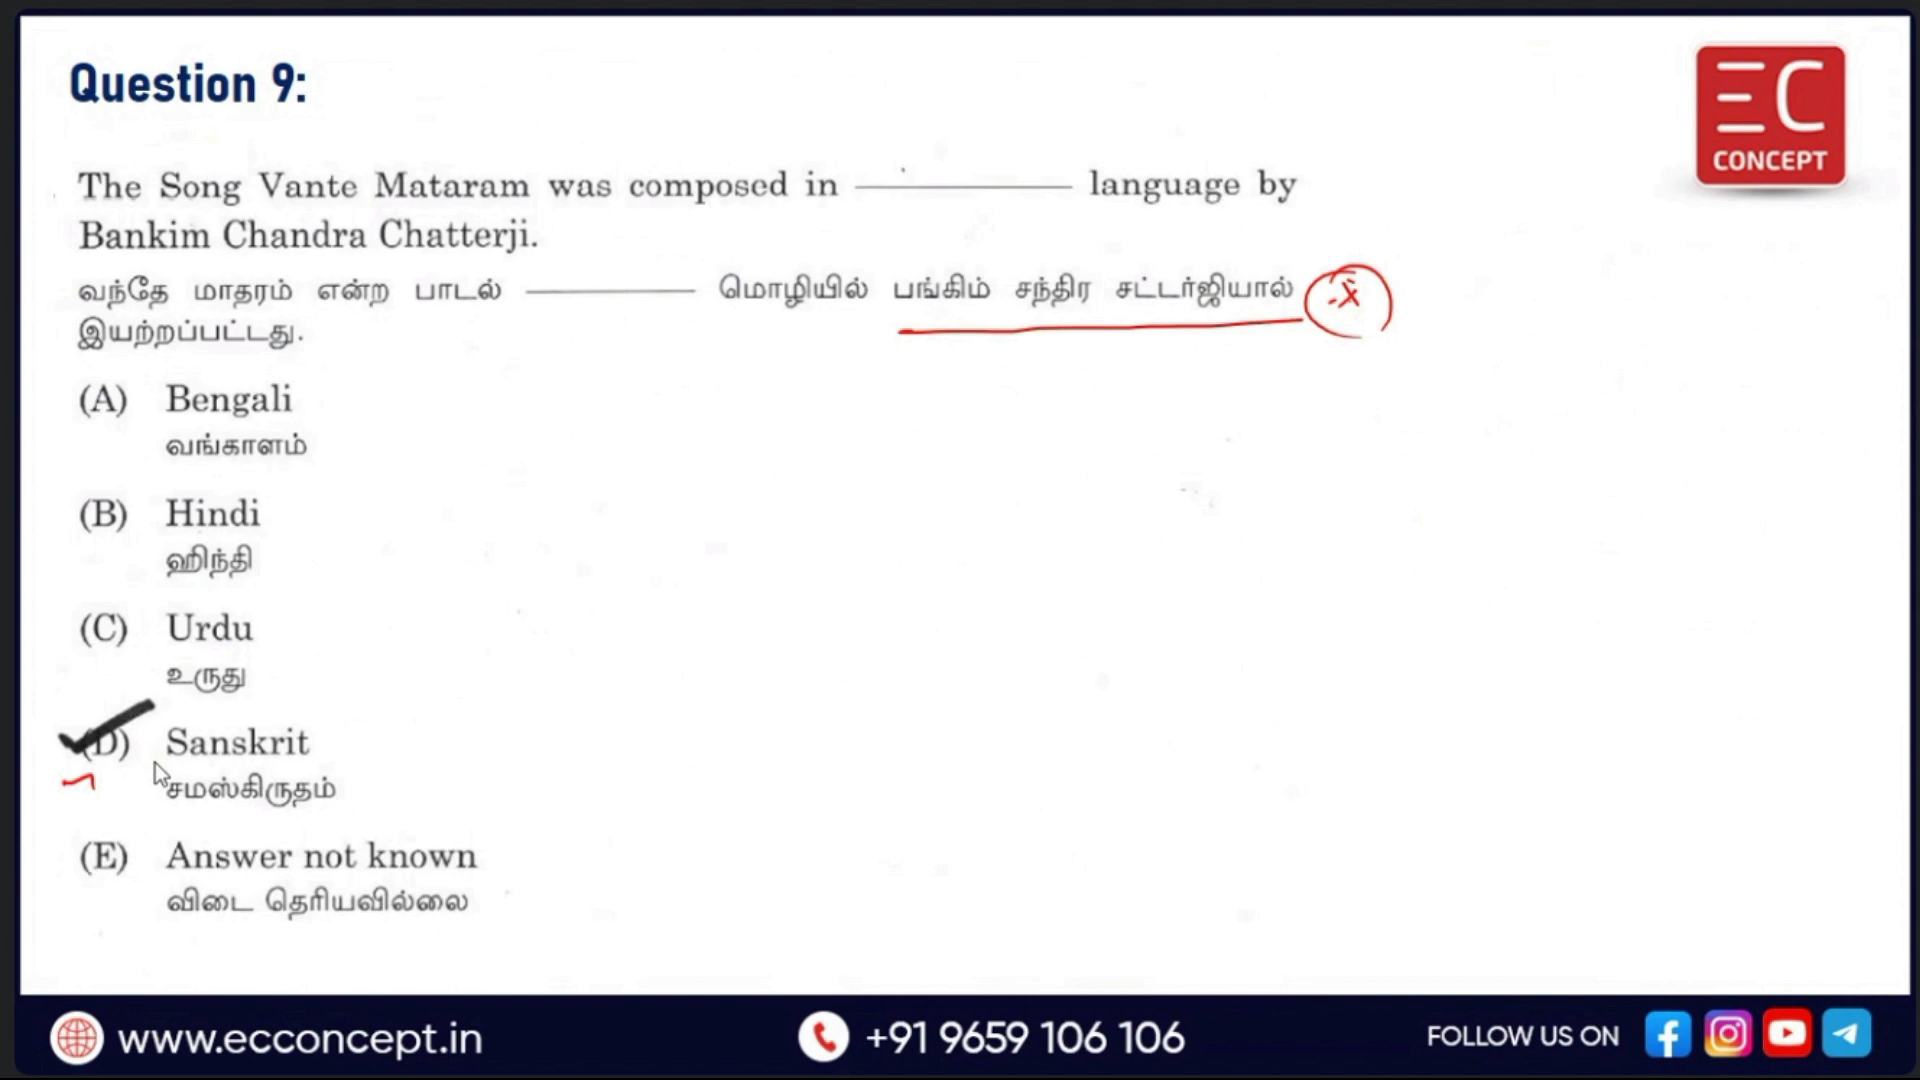 Question 9:
EC
CONCEPT
The Song Vante Mataram was composed in ———— language by
Bankim Chandra Chatterji.
வந்தே மாதரம் என்ற பாடல் ———— மொழியில் பங்கிம் சந்திர சட்டர்ஜியால்
இயற்றப்பட்டது.
(A) Bengali
வங்காளம்
(B) Hindi
ஹிந்தி
(C) Urdu
உருது
(D) Sanskrit
சமஸ்கிருதம்
(E) Answer not known
விடை தெரியவில்லை
www.ecconcept.in
+91 9659 106 106
FOLLOW US ON